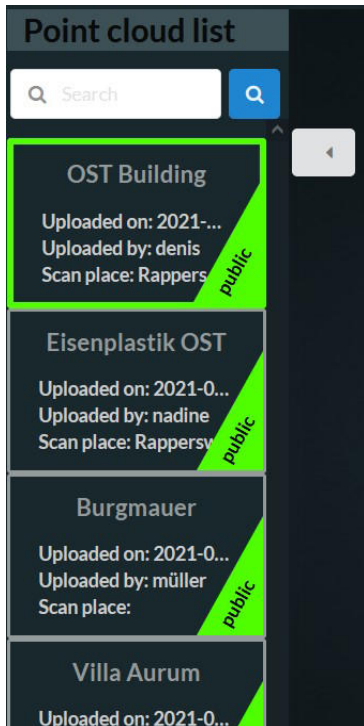 Point cloud list
Search
OST Building
Uploaded on: 2021-...
Uploaded by: denis
Scan place: Rappers
public
Eisenplastik OST
Uploaded on: 2021-0...
Uploaded by: nadine
Scan place: Rappersw
public
Burgmauer
Uploaded on: 2021-0...
Uploaded by: müller
Scan place:
public
Villa Aurum
Uploaded on: 2021-0...